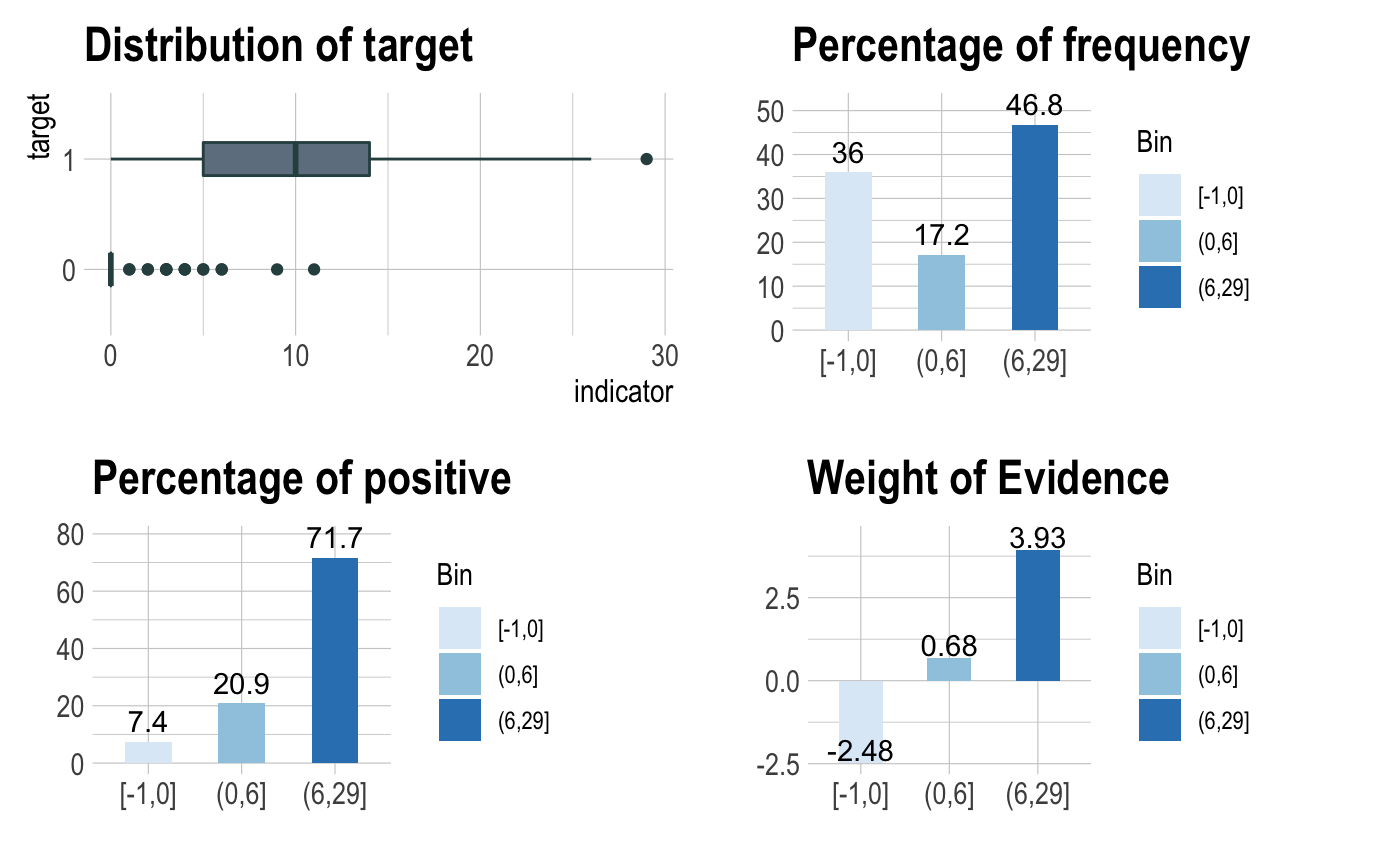 Distribution of target
target
1
0
0 10 20 30
indicator
Percentage of frequency
50
40
30
20
10
0
36
17.2
46.8
[-1,0] (0,6] (6,29]
Bin
[-1,0]
(0,6]
(6,29]
Percentage of positive
80
60
40
20
0
7.4
20.9
71.7
[-1,0] (0,6] (6,29]
Bin
[-1,0]
(0,6]
(6,29]
Weight of Evidence
2.5
0.0
-2.5
-2.48
0.68
3.93
[-1,0] (0,6] (6,29]
Bin
[-1,0]
(0,6]
(6,29]